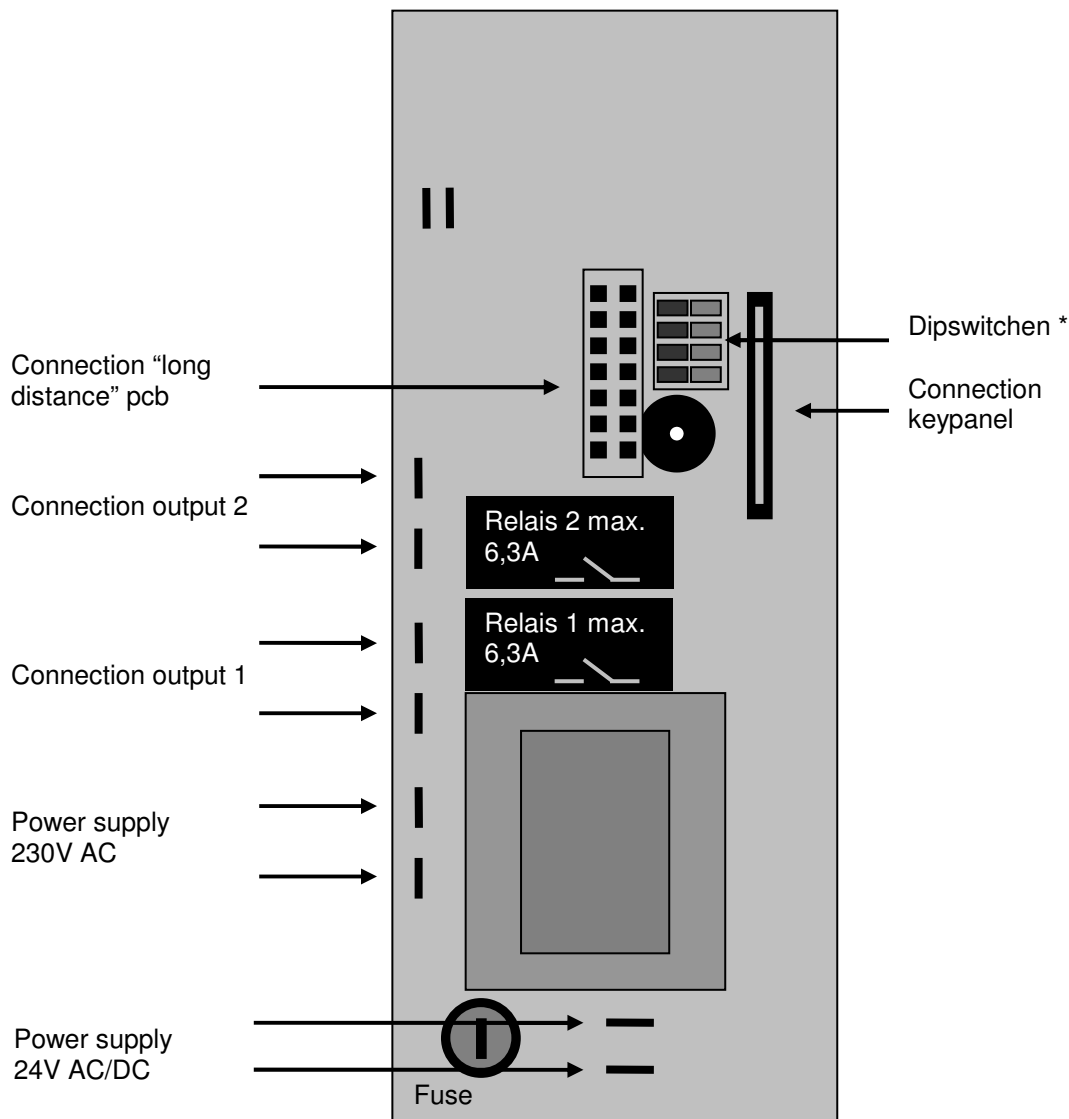 Dipswitchen *
Connection “long
distance” pcb
Connection
keypanel
Connection output 2
Relais 2 max.
6,3A
Relais 1 max.
6,3A
Connection output 1
Power supply
230V AC
Power supply
24V AC/DC
Fuse